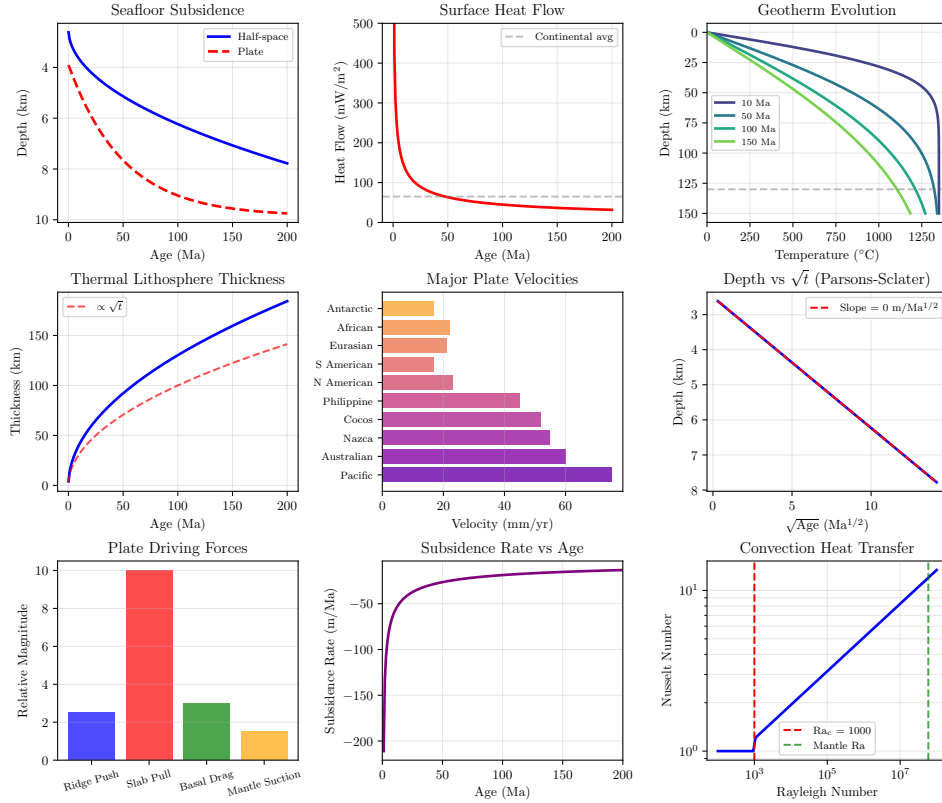 Seafloor Subsidence
Half-space
Plate
4
6
8
10
Depth (km)
0 50 100 150 200
Age (Ma)
Surface Heat Flow
Continental avg
500
400
300
200
100
0
Heat Flow (mW/m²)
0 50 100 150 200
Age (Ma)
Geotherm Evolution
0
25
50
75
100
125
150
Depth (km)
10 Ma
50 Ma
100 Ma
150 Ma
0 250 500 750 1000 1250
Temperature (°C)
Thermal Lithosphere Thickness
∝ √t
150
100
50
0
Thickness (km)
0 50 100 150 200
Age (Ma)
Major Plate Velocities
Antarctic
African
Eurasian
S American
N American
Philippine
Cocos
Nazca
Australian
Pacific
0 20 40 60
Velocity (mm/yr)
Depth vs √t (Parsons-Sclater)
Slope = 0 m/Ma^1/2
3
4
5
6
7
8
Depth (km)
0 5 10
√Age (Ma^1/2)
Plate Driving Forces
10
8
6
4
2
0
Relative Magnitude
Ridge Push Slab Pull Basal Drag Mantle Suction
Subsidence Rate vs Age
−50
−100
−150
−200
Subsidence Rate (m/Ma)
0 50 100 150 200
Age (Ma)
Convection Heat Transfer
10¹
10⁰
Nusselt Number
Ra_c = 1000
Mantle Ra
10³ 10⁵ 10⁷
Rayleigh Number